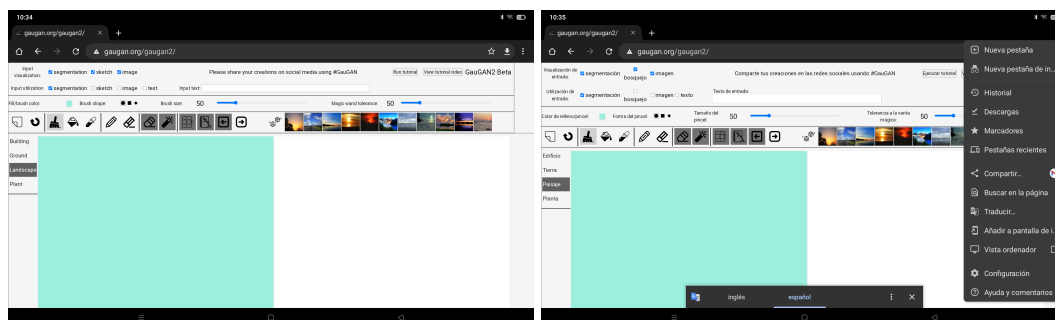 10:34
gaugan.org/gaugan2/
gaugan.org/gaugan2/
Input visualization:
segmentation sketch image
Please share your creations on social media using #GauGAN
Run tutorial View tutorial video GauGAN2 Beta
Input utilization: segmentation sketch image text Input text:
Fill/brush color: Brush shape: Brush size: 50 Magic wand tolerance: 50
Building
Ground
Landscape
Plant
10:35
gaugan.org/gaugan2/
gaugan.org/gaugan2/
Visualización de entrada:
segmentación bosquejo imagen
Comparte tus creaciones en las redes sociales usando #GauGAN
Ejecutar tutorial
Utilización de entrada:
segmentación bosquejo imagen texto
Texto de entrada:
Color de relleno/pincel: Forma del pincel: Tamaño del pincel 50 Tolerancia a la varita mágica: 50
Edificio
Tierra
Paisaje
Planta
Nueva pestaña
Nueva pestaña de in...
Historial
Descargas
Marcadores
Pestañas recientes
Compartir...
Buscar en la página
Traducir...
Añadir a pantalla de i...
Vista ordenador
Configuración
Ayuda y comentarios
inglés español